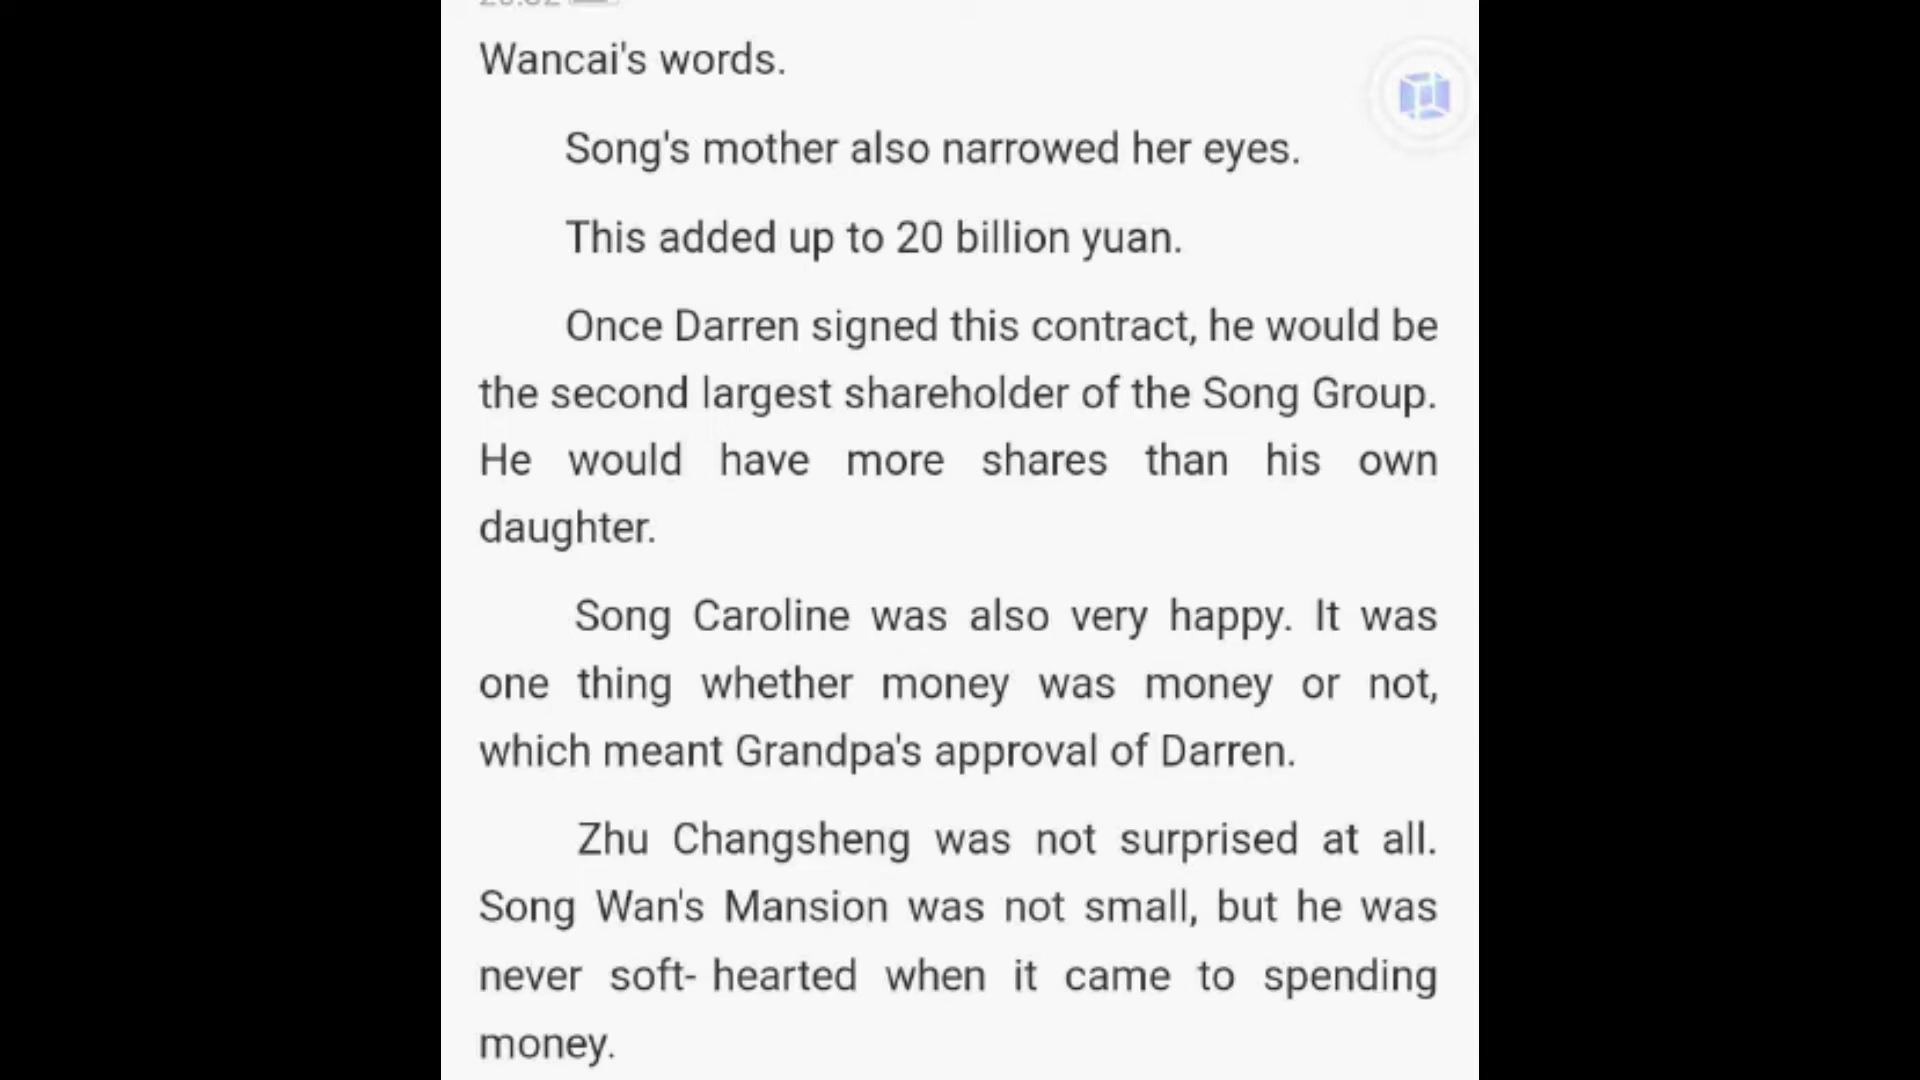 Wancai's words.
Song's mother also narrowed her eyes.
This added up to 20 billion yuan.
Once Darren signed this contract, he would be
the second largest shareholder of the Song Group.
He would have more shares than his own
daughter.
Song Caroline was also very happy. It was
one thing whether money was money or not,
which meant Grandpa's approval of Darren.
Zhu Changsheng was not surprised at all.
Song Wan's Mansion was not small, but he was
never soft- hearted when it came to spending
money.